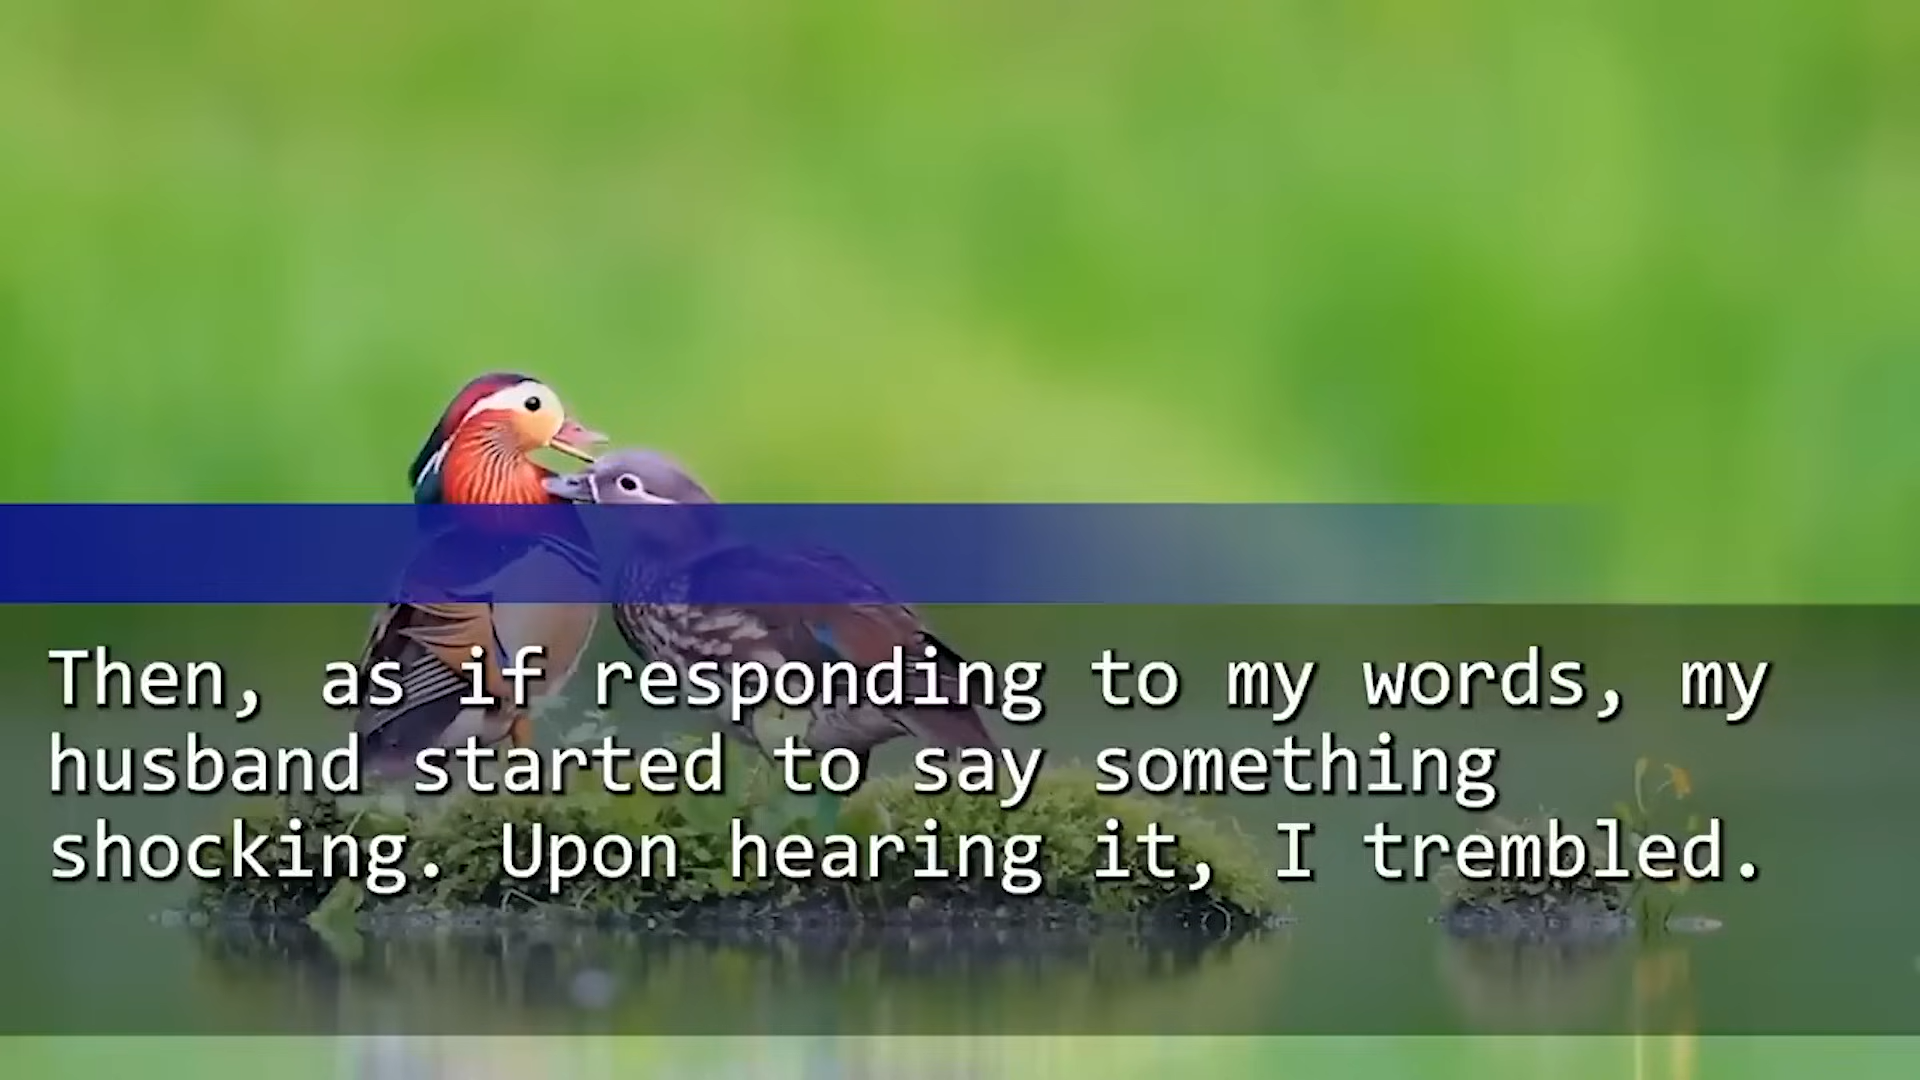 Then, as if responding to my words, my
husband started to say something
shocking. Upon hearing it, I trembled.